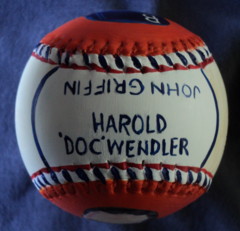 JOHN GRIFFIN
HAROLD
'DOC' WENDLER